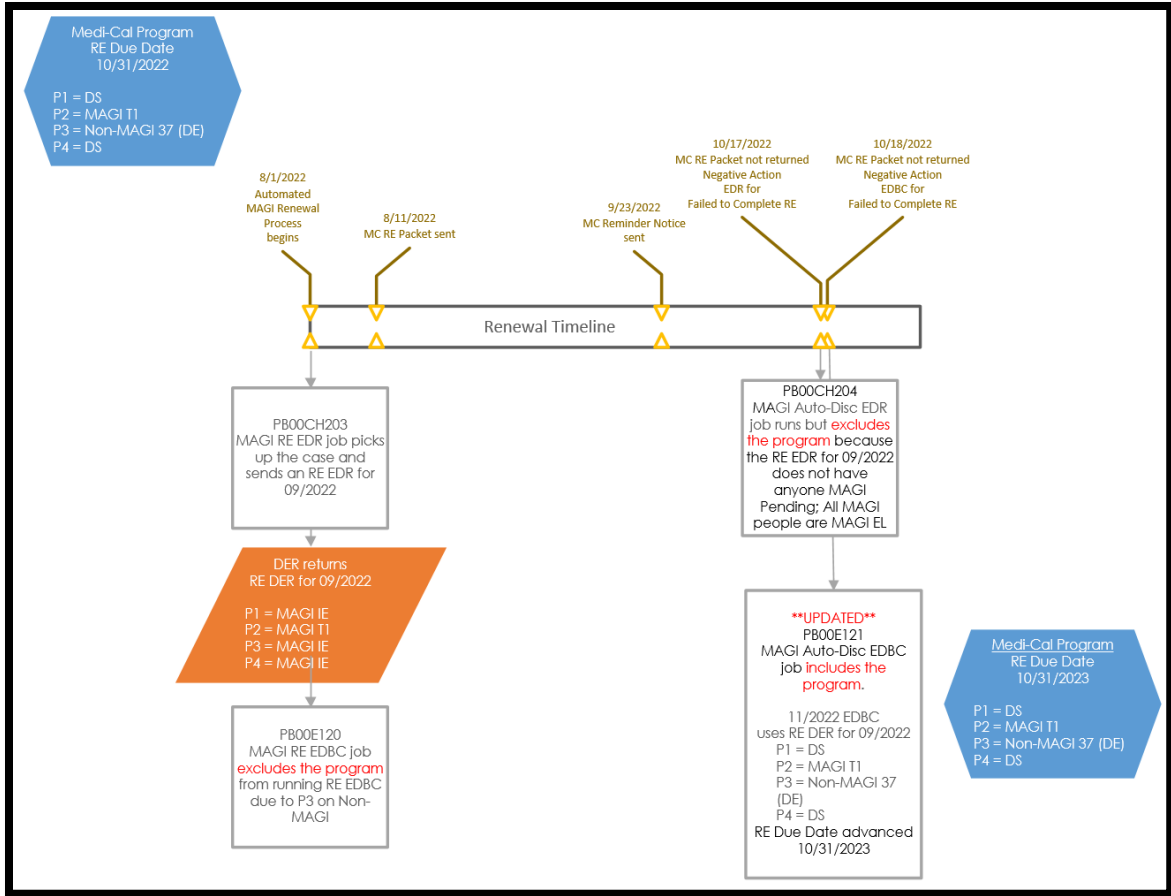 Medi-Cal Program
RE Due Date
10/31/2022
P1 = DS
P2 = MAGI T1
P3 = Non-MAGI 37 (DE)
P4 = DS
8/1/2022
Automated
MAGI Renewal
Process
begins
8/11/2022
MC RE Packet sent
9/23/2022
MC Reminder Notice
sent
10/17/2022
MC RE Packet not returned
Negative Action
EDR for
Failed to Complete RE
10/18/2022
MC RE Packet not returned
Negative Action
EDBC for
Failed to Complete RE
Renewal Timeline
PB00CH203
MAGI RE EDR job picks
up the case and
sends an RE EDR for
09/2022
DER returns
RE DER for 09/2022
P1 = MAGI IE
P2 = MAGI T1
P3 = MAGI IE
P4 = MAGI IE
PB00E120
MAGI RE EDBC job
excludes the program
from running RE EDBC
due to P3 on Non-
MAGI
PB00CH204
MAGI Auto-Disc EDR
job runs but excludes
the program because
the RE EDR for 09/2022
does not have
anyone MAGI
Pending; All MAGI
people are MAGI EL
**UPDATED**
PB00E121
MAGI Auto-Disc EDBC
job includes the
program.
11/2022 EDBC
uses RE DER for 09/2022
P1 = DS
P2 = MAGI T1
P3 = Non-MAGI 37
(DE)
P4 = DS
RE Due Date advanced
10/31/2023
Medi-Cal Program
RE Due Date
10/31/2023
P1 = DS
P2 = MAGI T1
P3 = Non-MAGI 37 (DE)
P4 = DS